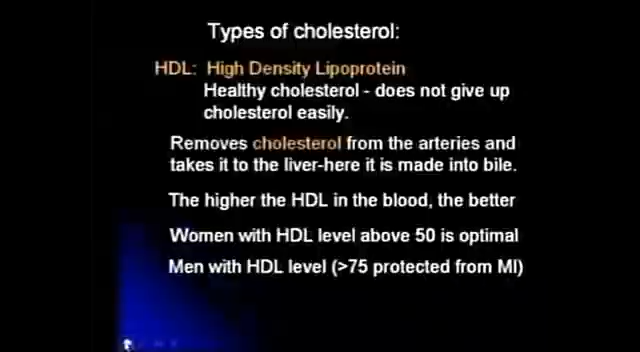 Types of cholesterol:
HDL: High Density Lipoprotein
Healthy cholesterol - does not give up
cholesterol easily.
Removes cholesterol from the arteries and
takes it to the liver-here it is made into bile.
The higher the HDL in the blood, the better
Women with HDL level above 50 is optimal
Men with HDL level (>75 protected from MI)